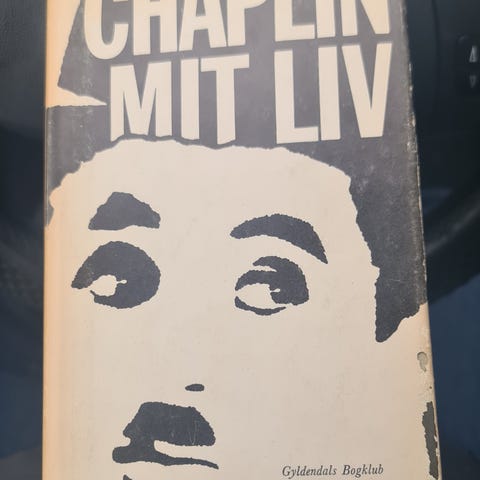 CHAPLIN
MIT LIV
Gyldendals Bogklub